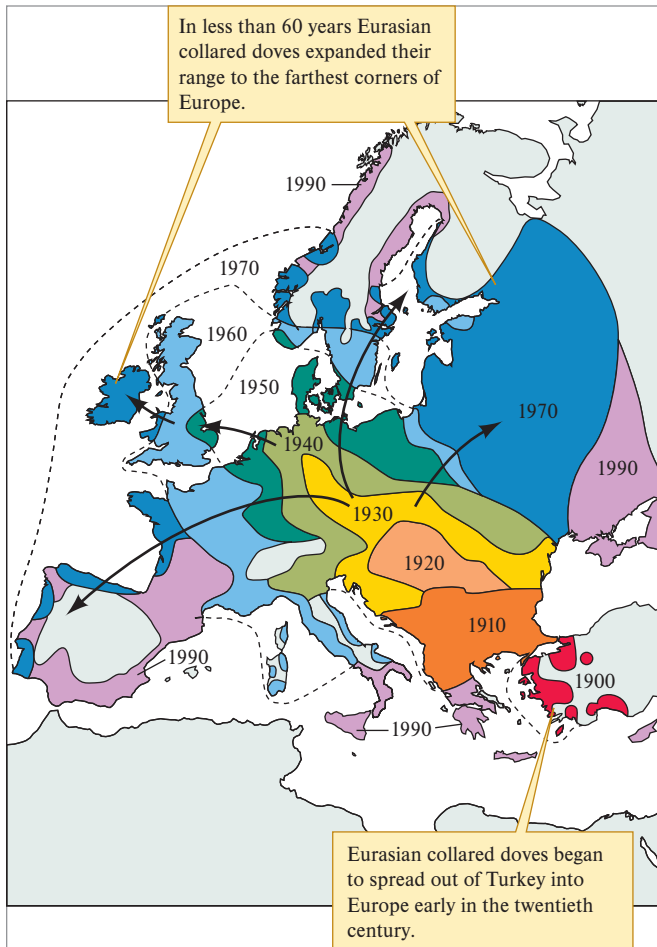 In less than 60 years Eurasian
collared doves expanded their
range to the farthest corners of
Europe.
1990
1970
1960
1950
1940
1970
1990
1930
1920
1910
1990
1900
1990
Eurasian collared doves began
to spread out of Turkey into
Europe early in the twentieth
century.